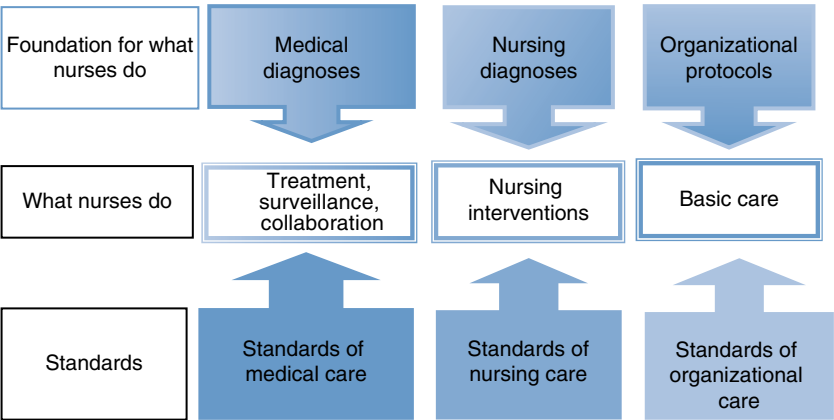 Foundation for what
nurses do
Medical
diagnoses
Nursing
diagnoses
Organizational
protocols
What nurses do
Treatment,
surveillance,
collaboration
Nursing
interventions
Basic care
Standards
Standards of
medical care
Standards of
nursing care
Standards of
organizational
care